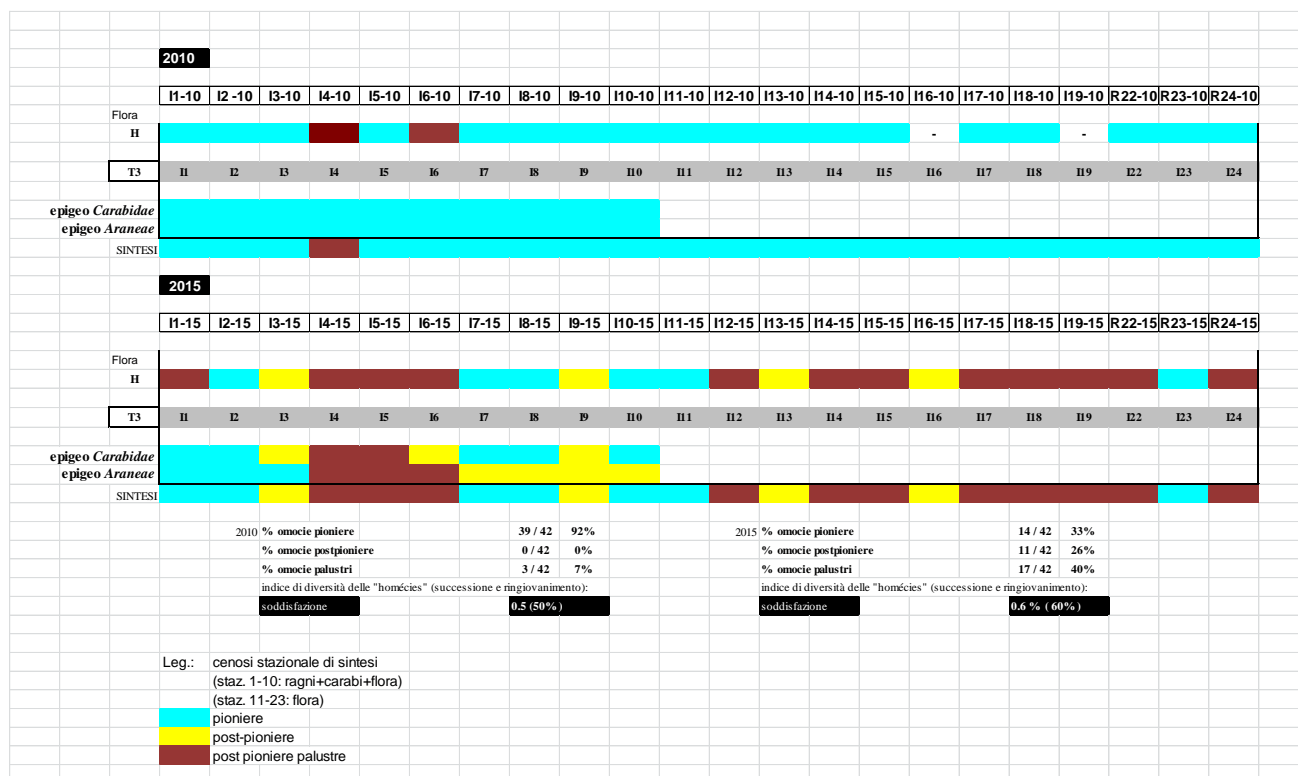 2010
I1-10 I2 -10 I3-10 I4-10 I5-10 I6-10 I7-10 I8-10 I9-10 I10-10 I11-10 I12-10 I13-10 I14-10 I15-10 I16-10 I17-10 I18-10 I19-10 R22-10 R23-10 R24-10
Flora
H - -
T3 I1 I2 I3 I4 I5 I6 I7 I8 I9 I10 I11 I12 I13 I14 I15 I16 I17 I18 I19 I22 I23 I24
epigeo Carabidae
epigeo Araneae
SINTESI
2015
I1-15 I2-15 I3-15 I4-15 I5-15 I6-15 I7-15 I8-15 I9-15 I10-15 I11-15 I12-15 I13-15 I14-15 I15-15 I16-15 I17-15 I18-15 I19-15 R22-15 R23-15 R24-15
Flora
H
T3 I1 I2 I3 I4 I5 I6 I7 I8 I9 I10 I11 I12 I13 I14 I15 I16 I17 I18 I19 I22 I23 I24
epigeo Carabidae
epigeo Araneae
SINTESI
2010 % omocie pioniere 39 / 42 92% 2015 % omocie pioniere 14 / 42 33%
% omocie postpioniere 0 / 42 0% % omocie postpioniere 11 / 42 26%
% omocie palustri 3 / 42 7% % omocie palustri 17 / 42 40%
indice di diversità delle "homécies" (successione e ringiovanimento): indice di diversità delle "homécies" (successione e ringiovanimento):
soddisfazione 0.5 (50% ) soddisfazione 0.6 % ( 60%)
Leg.: cenosi stazionale di sintesi
(staz. 1-10: ragni+carabi+flora)
(staz. 11-23: flora)
pioniere
post-pioniere
post pioniere palustre